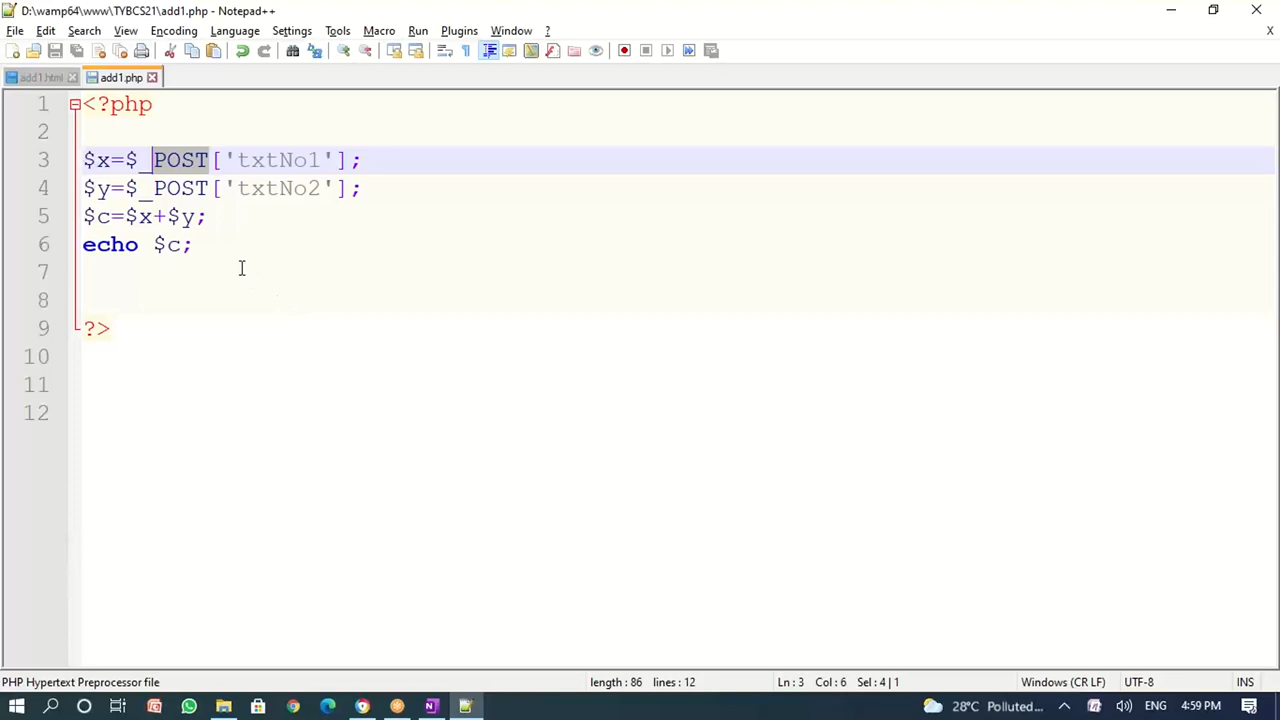 D:\wamp64\www\TYBCS21\add1.php - Notepad++
File Edit Search View Encoding Language Settings Tools Macro Run Plugins Window ? X
add1.html add1.php
1 <?php
2
3 $x=$_POST['txtNo1'];
4 $y=$_POST['txtNo2'];
5 $c=$x+$y;
6 echo $c;
7
8
9 ?>
10
11
12
PHP Hypertext Preprocessor file length : 86 lines : 12 Ln : 3 Col : 6 Sel : 4 | 1 Windows (CR LF) UTF-8 INS
28°C Polluted... ENG 4:59 PM